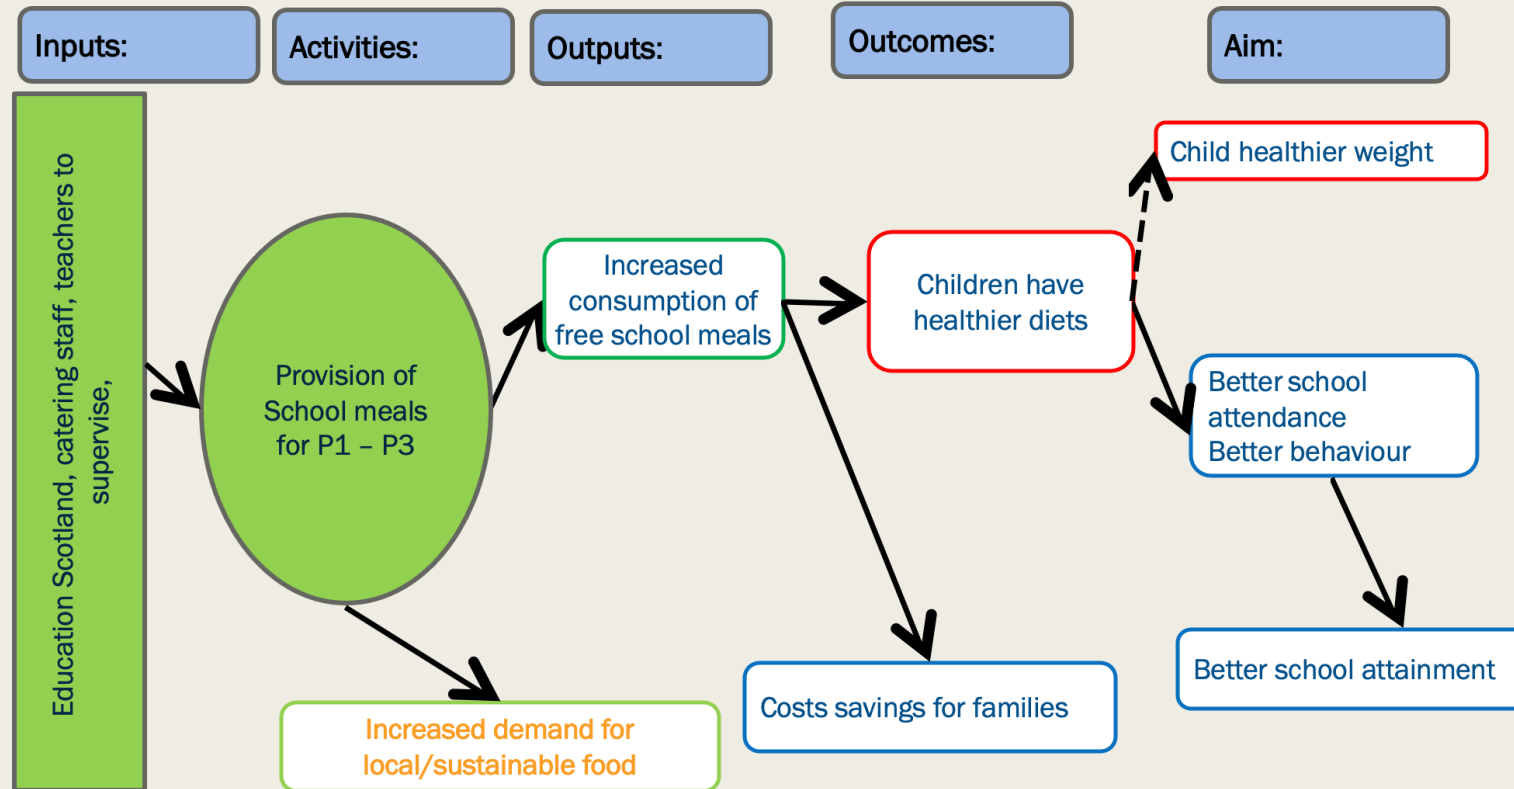 Inputs:
Activities:
Outputs:
Outcomes:
Aim:
Education Scotland, catering staff, teachers to
supervise,
Provision of
School meals
for P1 – P3
Increased
consumption of
free school meals
Children have
healthier diets
Child healthier weight
Better school
attendance
Better behaviour
Better school attainment
Costs savings for families
Increased demand for
local/sustainable food